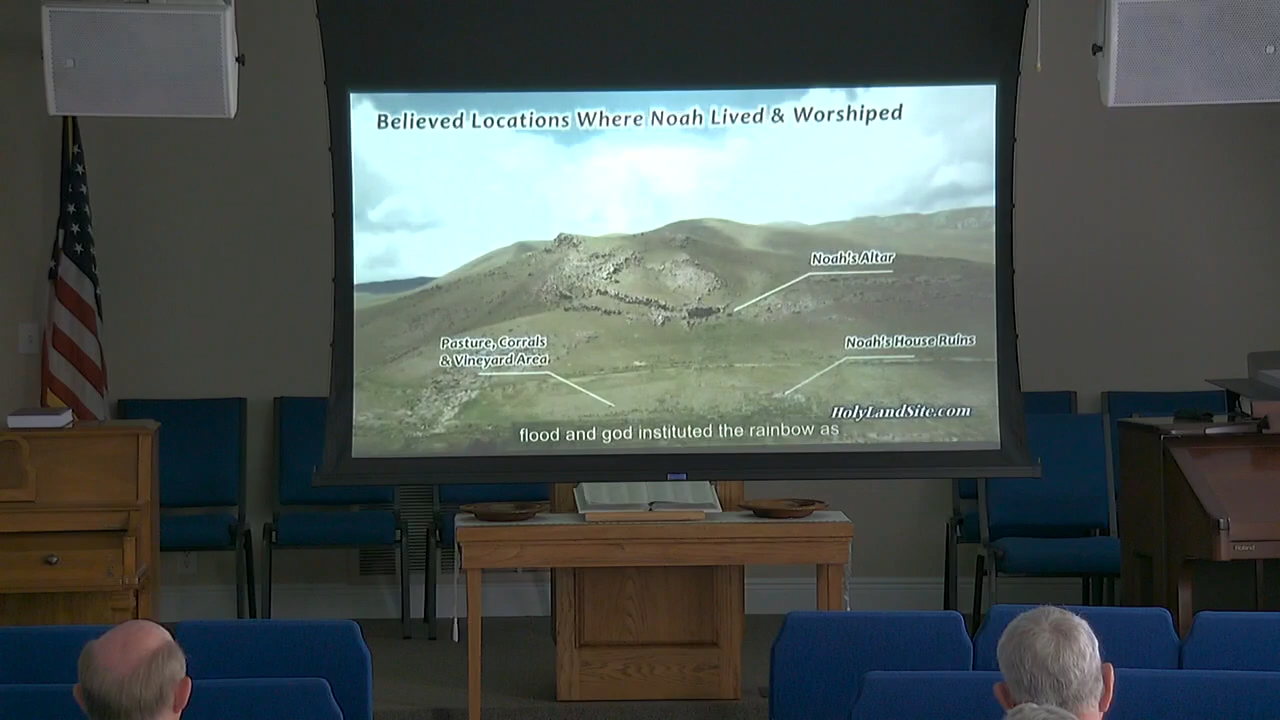 Believed Locations Where Noah Lived & Worshiped
Noah's Altar
Pasture, Corrals
& Vineyard Area
Noah's House Ruins
HolyLandSite.com
flood and god instituted the rainbow as
Roland